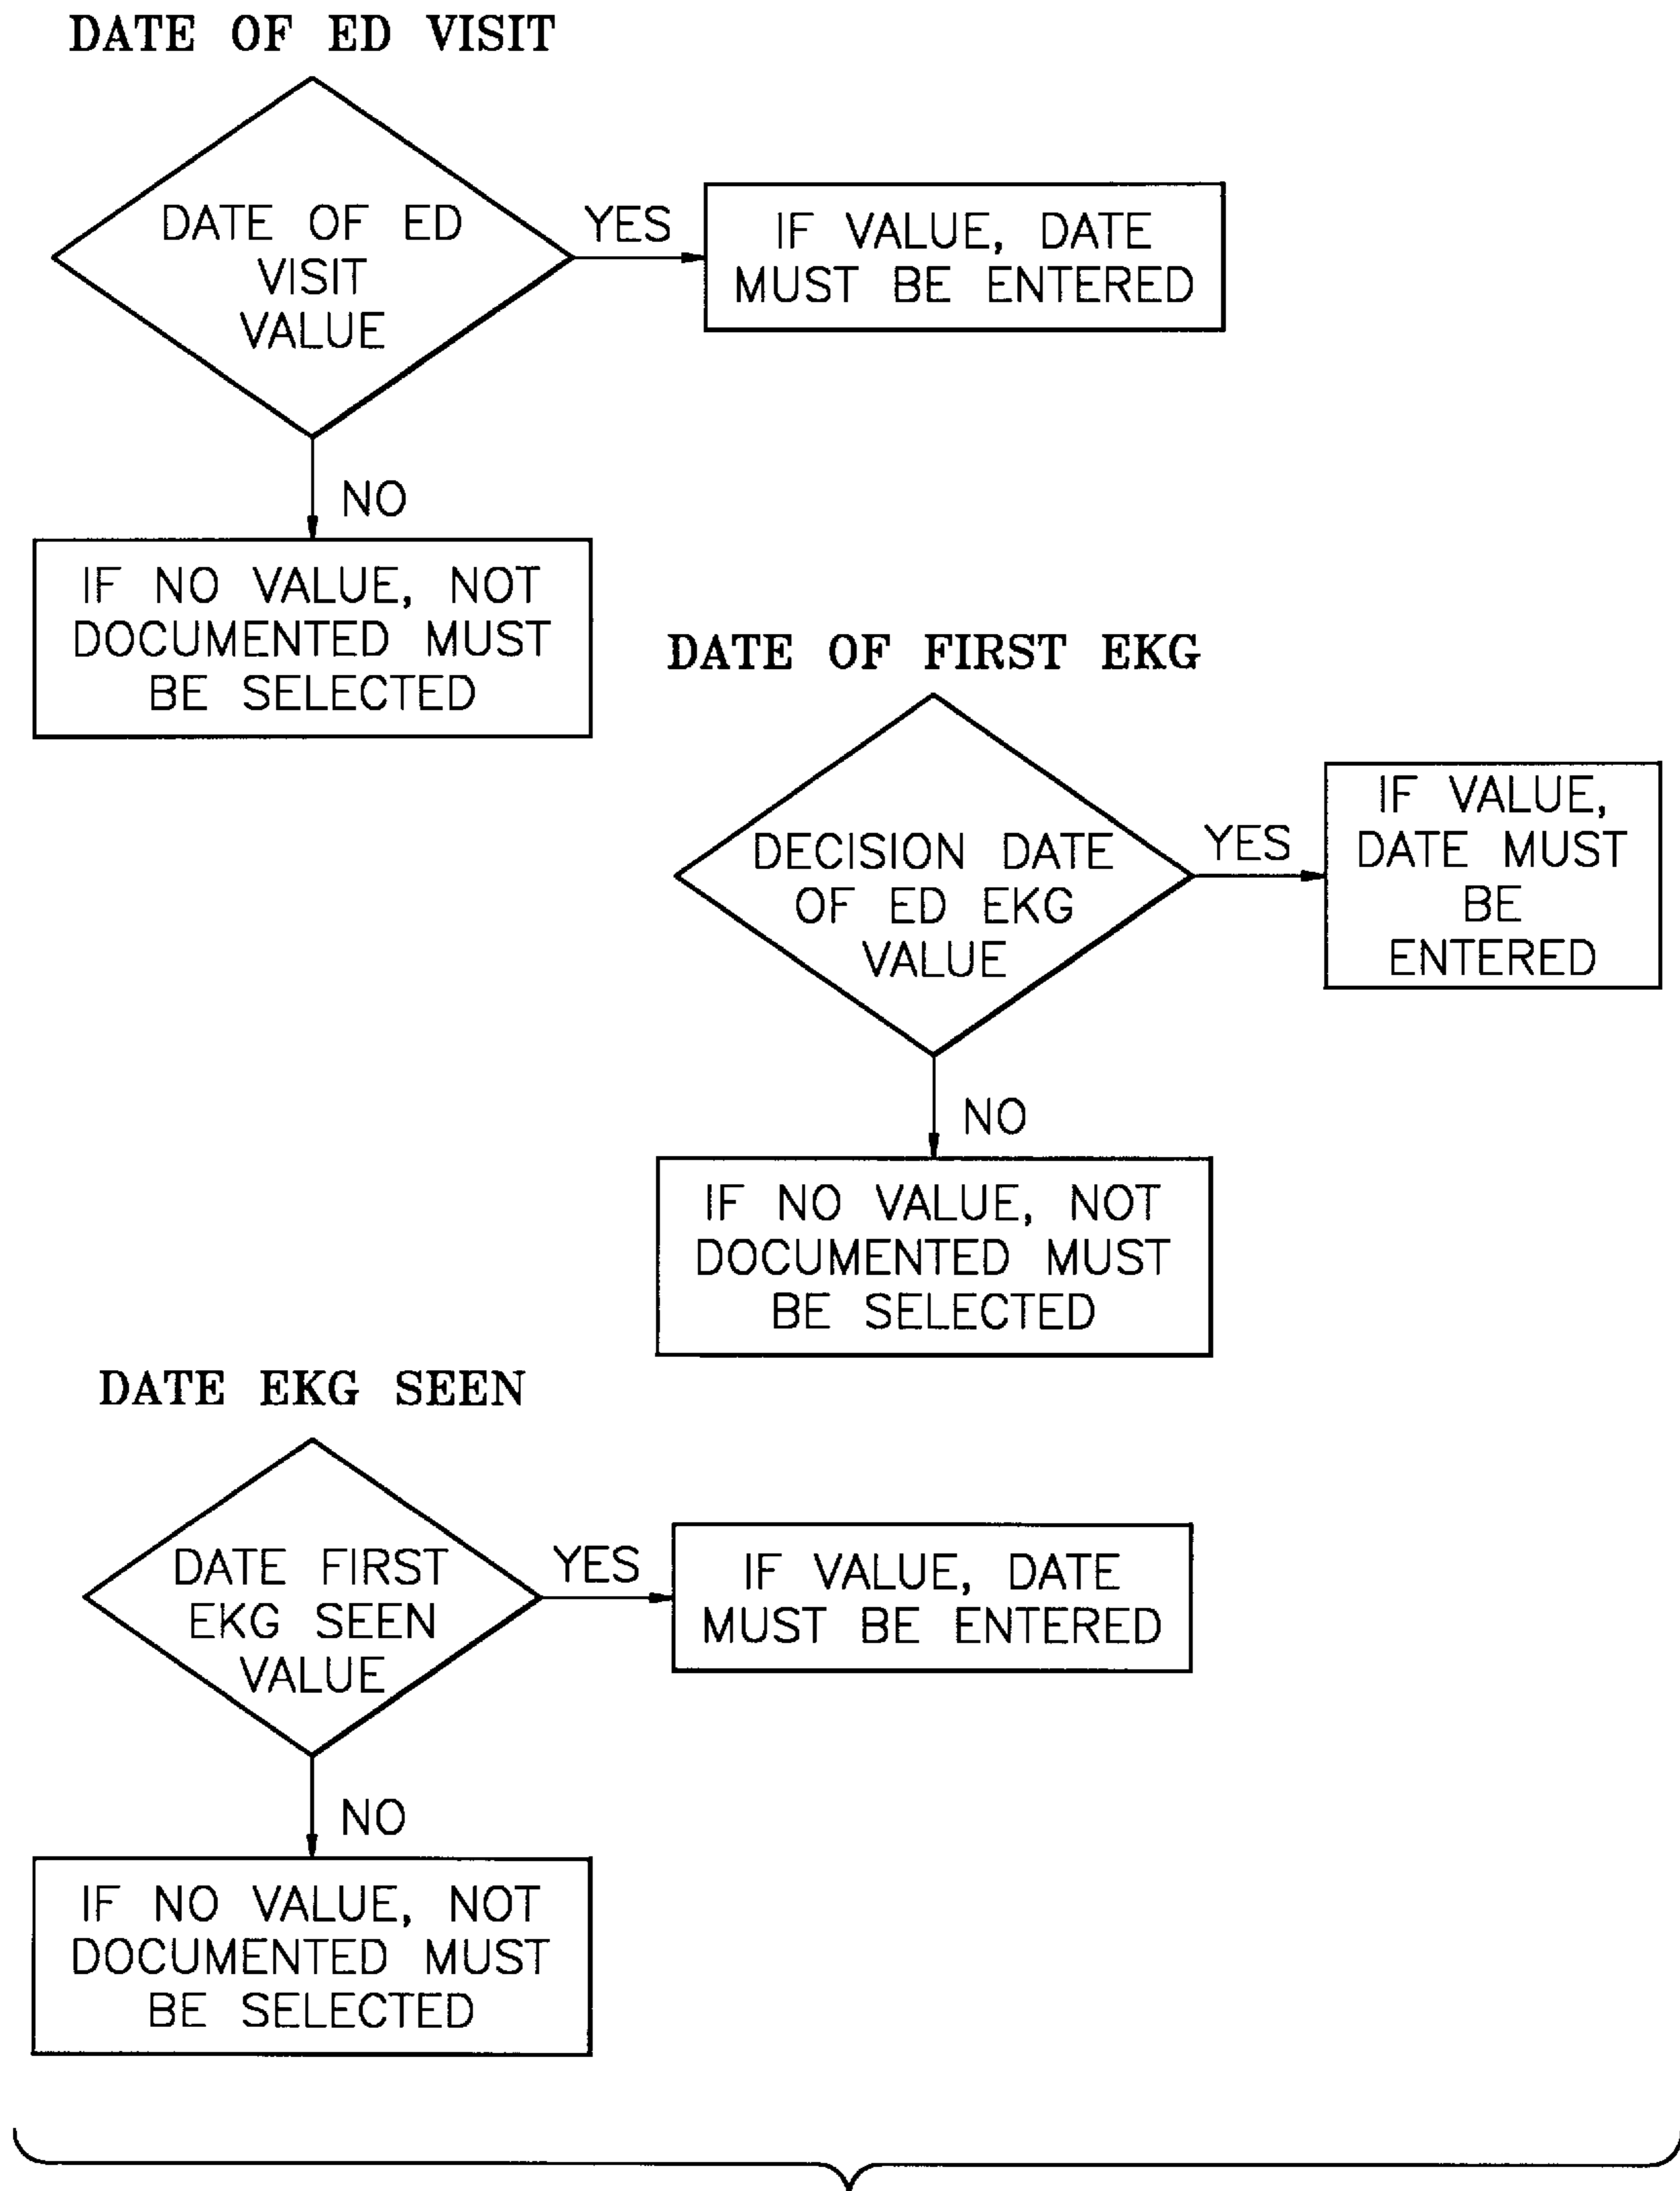 DATE OF ED VISIT
DATE OF ED
VISIT
VALUE
YES
IF VALUE, DATE
MUST BE ENTERED
NO
IF NO VALUE, NOT
DOCUMENTED MUST
BE SELECTED
DATE OF FIRST EKG
DECISION DATE
OF ED EKG
VALUE
YES
IF VALUE,
DATE MUST
BE
ENTERED
NO
IF NO VALUE, NOT
DOCUMENTED MUST
BE SELECTED
DATE EKG SEEN
DATE FIRST
EKG SEEN
VALUE
YES
IF VALUE, DATE
MUST BE ENTERED
NO
IF NO VALUE, NOT
DOCUMENTED MUST
BE SELECTED